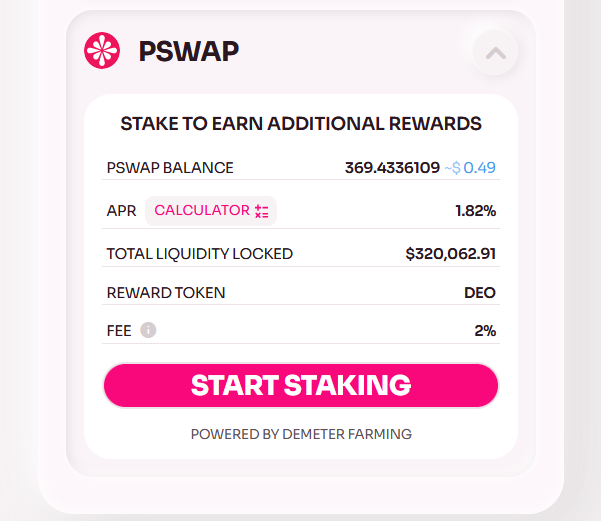 PSWAP
STAKE TO EARN ADDITIONAL REWARDS
PSWAP BALANCE 369.4336109 ~$ 0.49
APR CALCULATOR 1.82%
TOTAL LIQUIDITY LOCKED $320,062.91
REWARD TOKEN DEO
FEE 2%
START STAKING
POWERED BY DEMETER FARMING